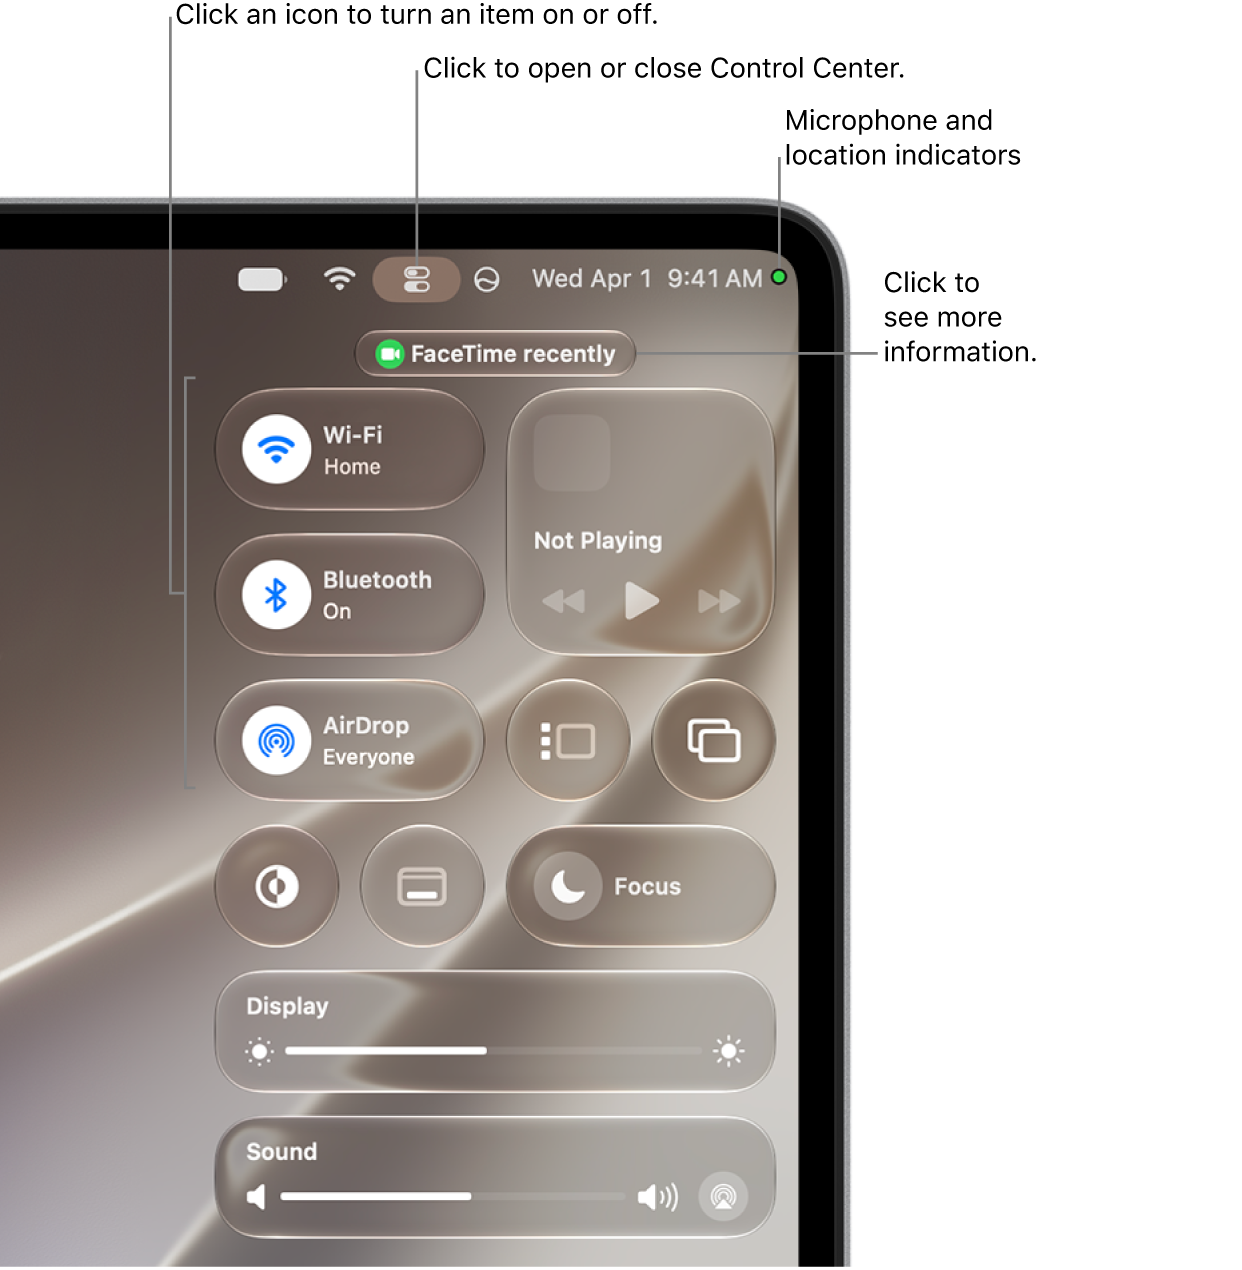 Click an icon to turn an item on or off.
Click to open or close Control Center.
Microphone and
location indicators
Wed Apr 1 9:41 AM
Click to
see more
information.
FaceTime recently
Wi-Fi
Home
Not Playing
Bluetooth
On
AirDrop
Everyone
Focus
Display
Sound